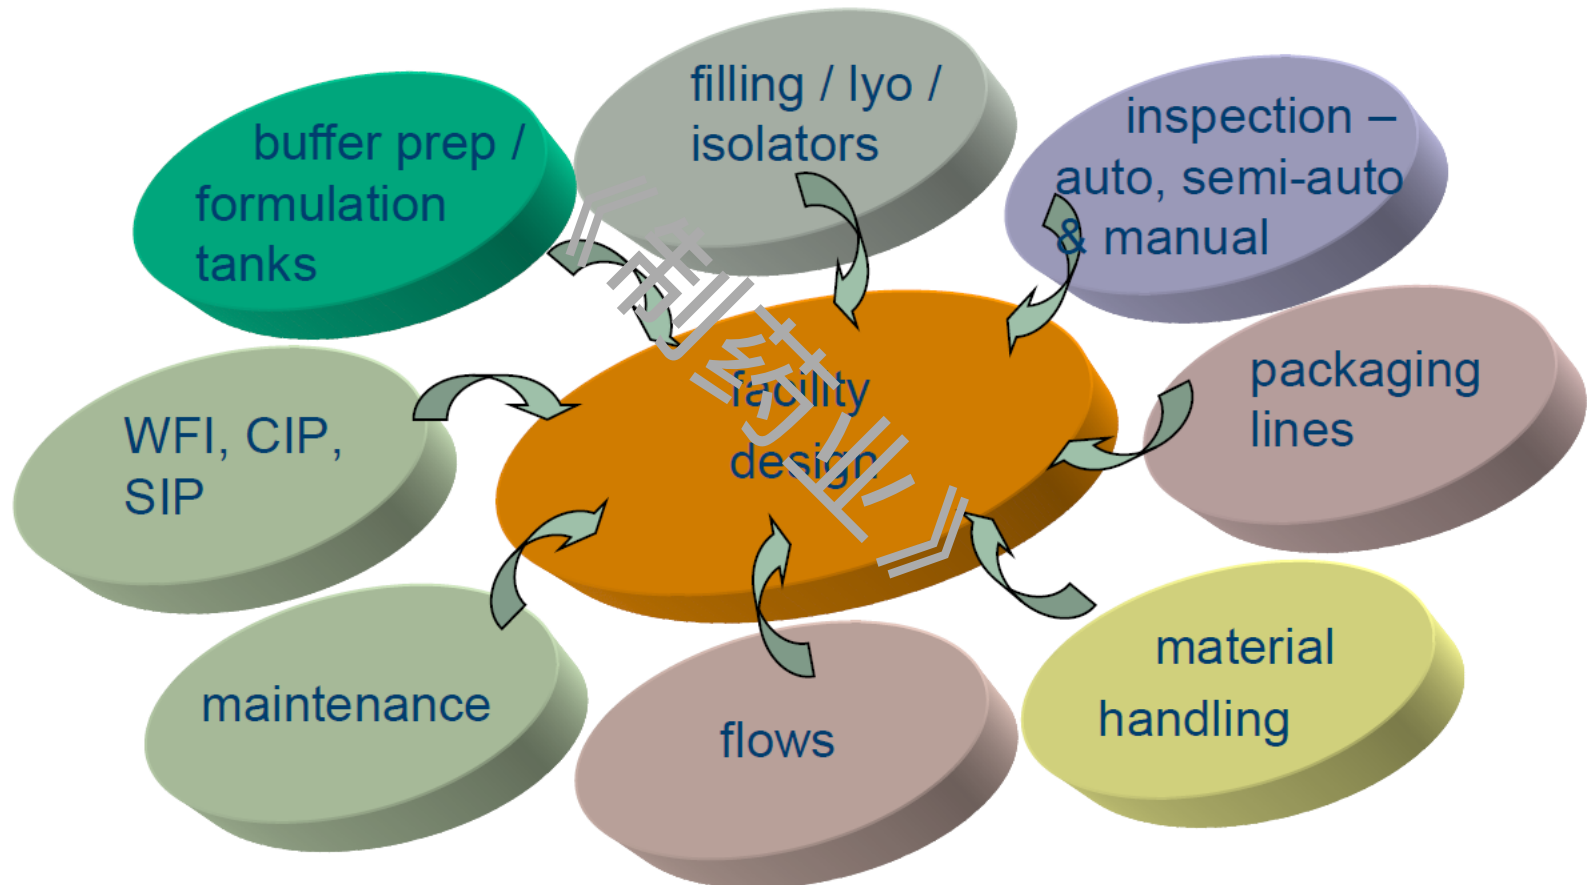 buffer prep /
formulation
tanks
filling / lyo /
isolators
inspection –
auto, semi-auto
& manual
WFI, CIP,
SIP
facility
design
packaging
lines
maintenance
flows
material
handling
《制药业》